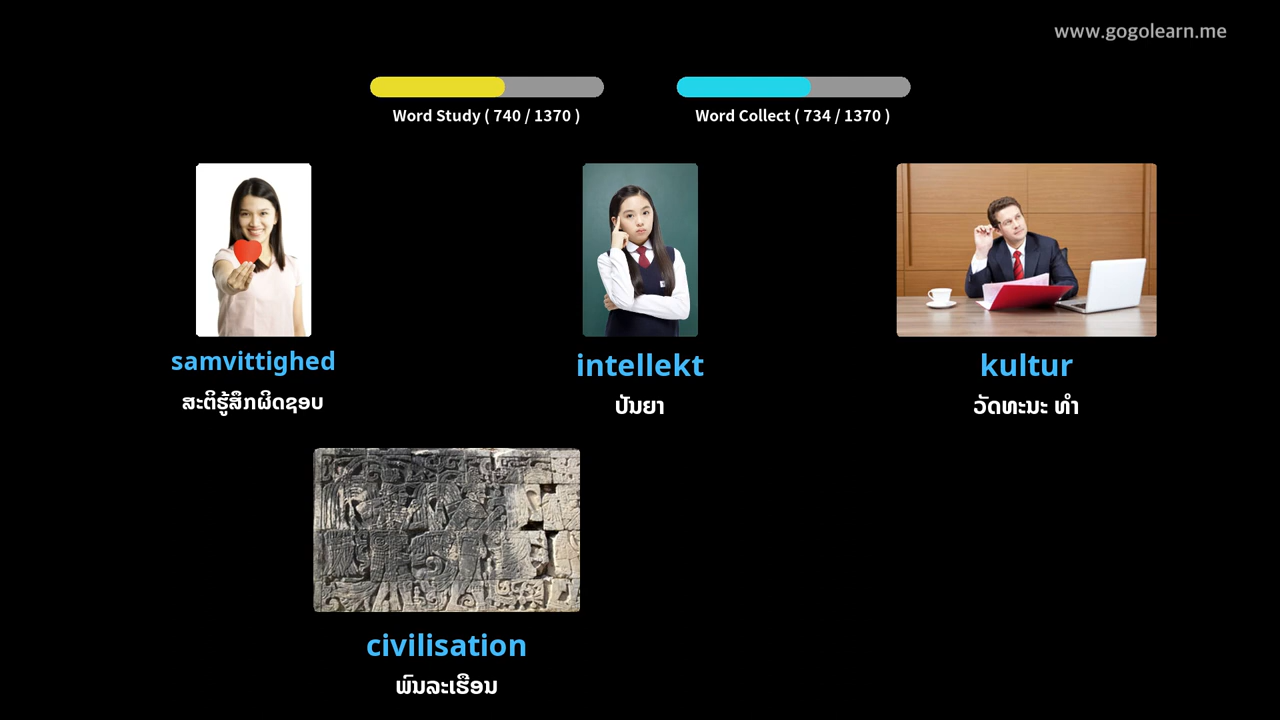 www.gogolearn.me
Word Study ( 740 / 1370 )
Word Collect ( 734 / 1370 )
samvittighed
ສະຕິຮູ້ສຶກຜິດຊອບ
intellekt
ປັນຍາ
kultur
ວັດທະນະ ທຳ
civilisation
ພົນລະເຮືອນ